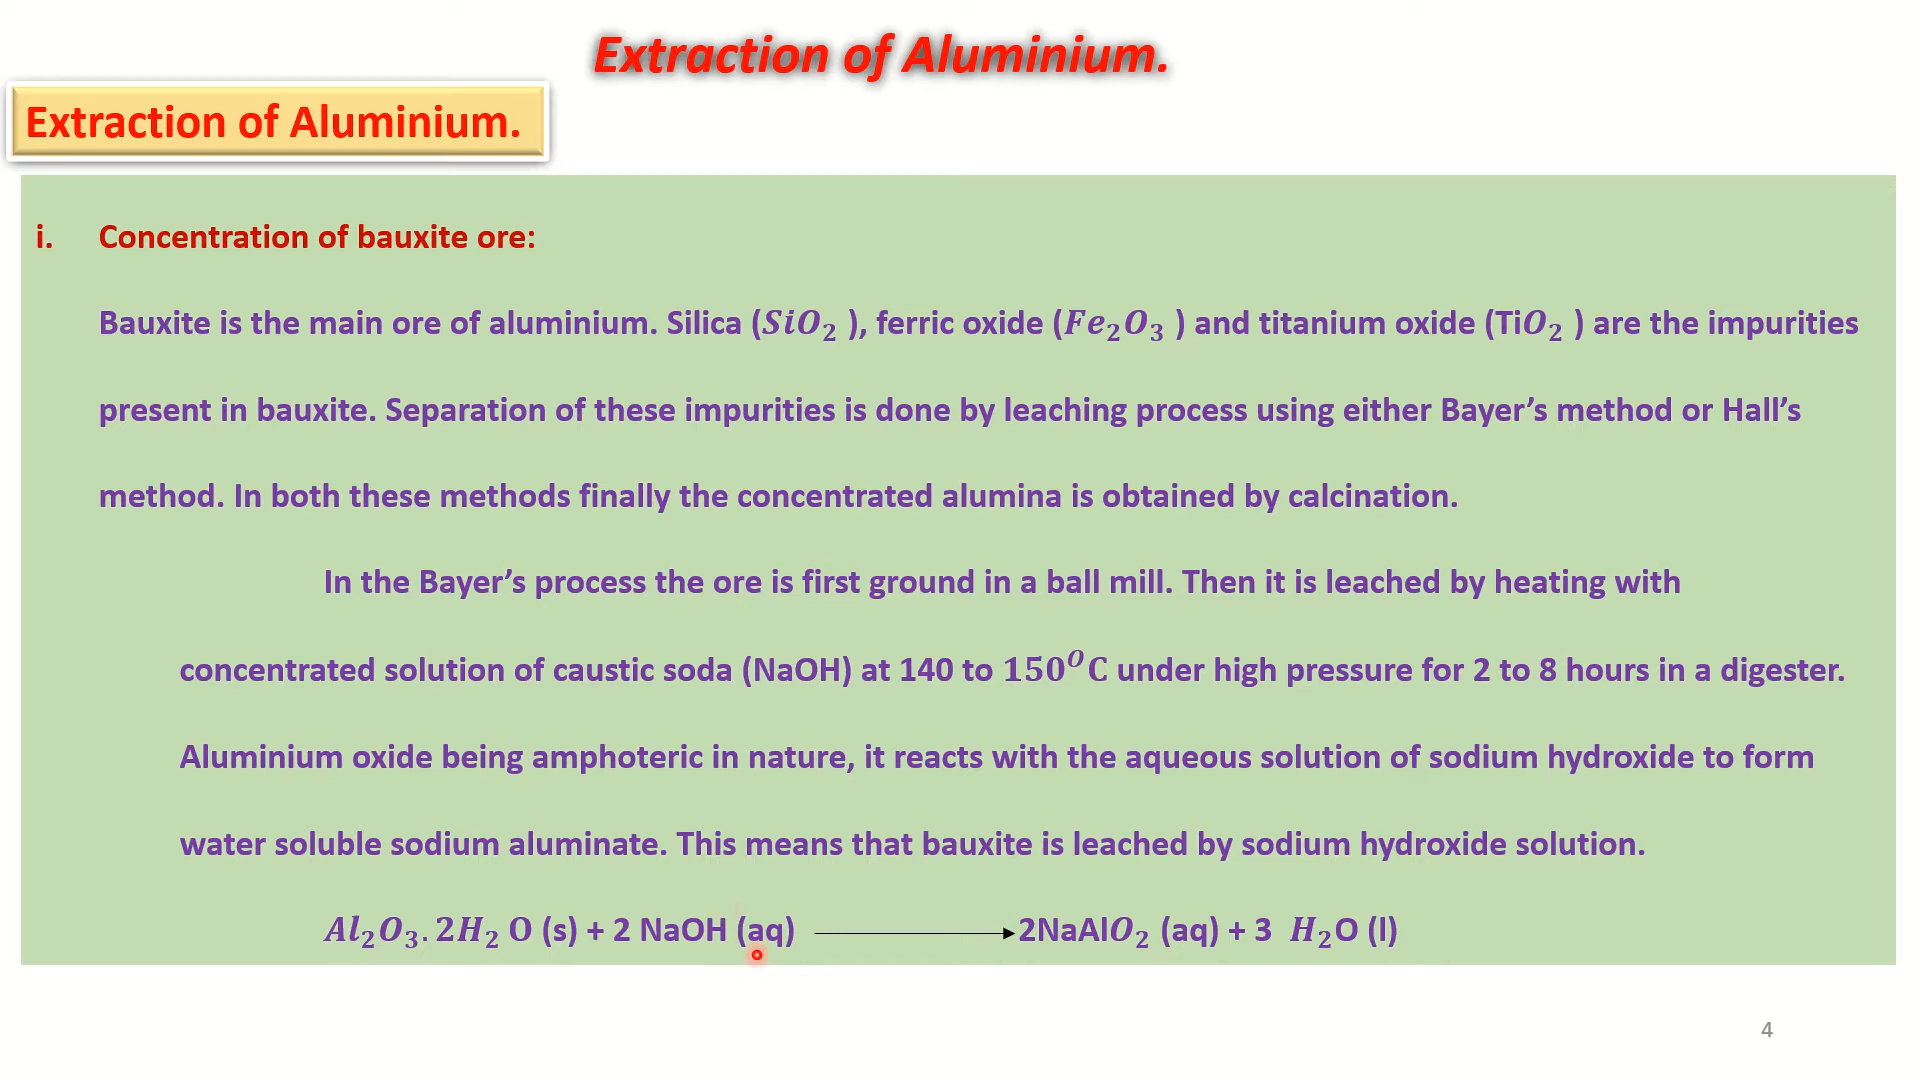 Extraction of Aluminium.
Extraction of Aluminium.
i. Concentration of bauxite ore:
Bauxite is the main ore of aluminium. Silica (SiO₂ ), ferric oxide (Fe₂O₃ ) and titanium oxide (TiO₂ ) are the impurities
present in bauxite. Separation of these impurities is done by leaching process using either Bayer’s method or Hall’s
method. In both these methods finally the concentrated alumina is obtained by calcination.
In the Bayer’s process the ore is first ground in a ball mill. Then it is leached by heating with
concentrated solution of caustic soda (NaOH) at 140 to 150ᴼC under high pressure for 2 to 8 hours in a digester.
Aluminium oxide being amphoteric in nature, it reacts with the aqueous solution of sodium hydroxide to form
water soluble sodium aluminate. This means that bauxite is leached by sodium hydroxide solution.
Al₂O₃. 2H₂ O (s) + 2 NaOH (aq) ⟶ 2NaAlO₂ (aq) + 3 H₂O (l)
4